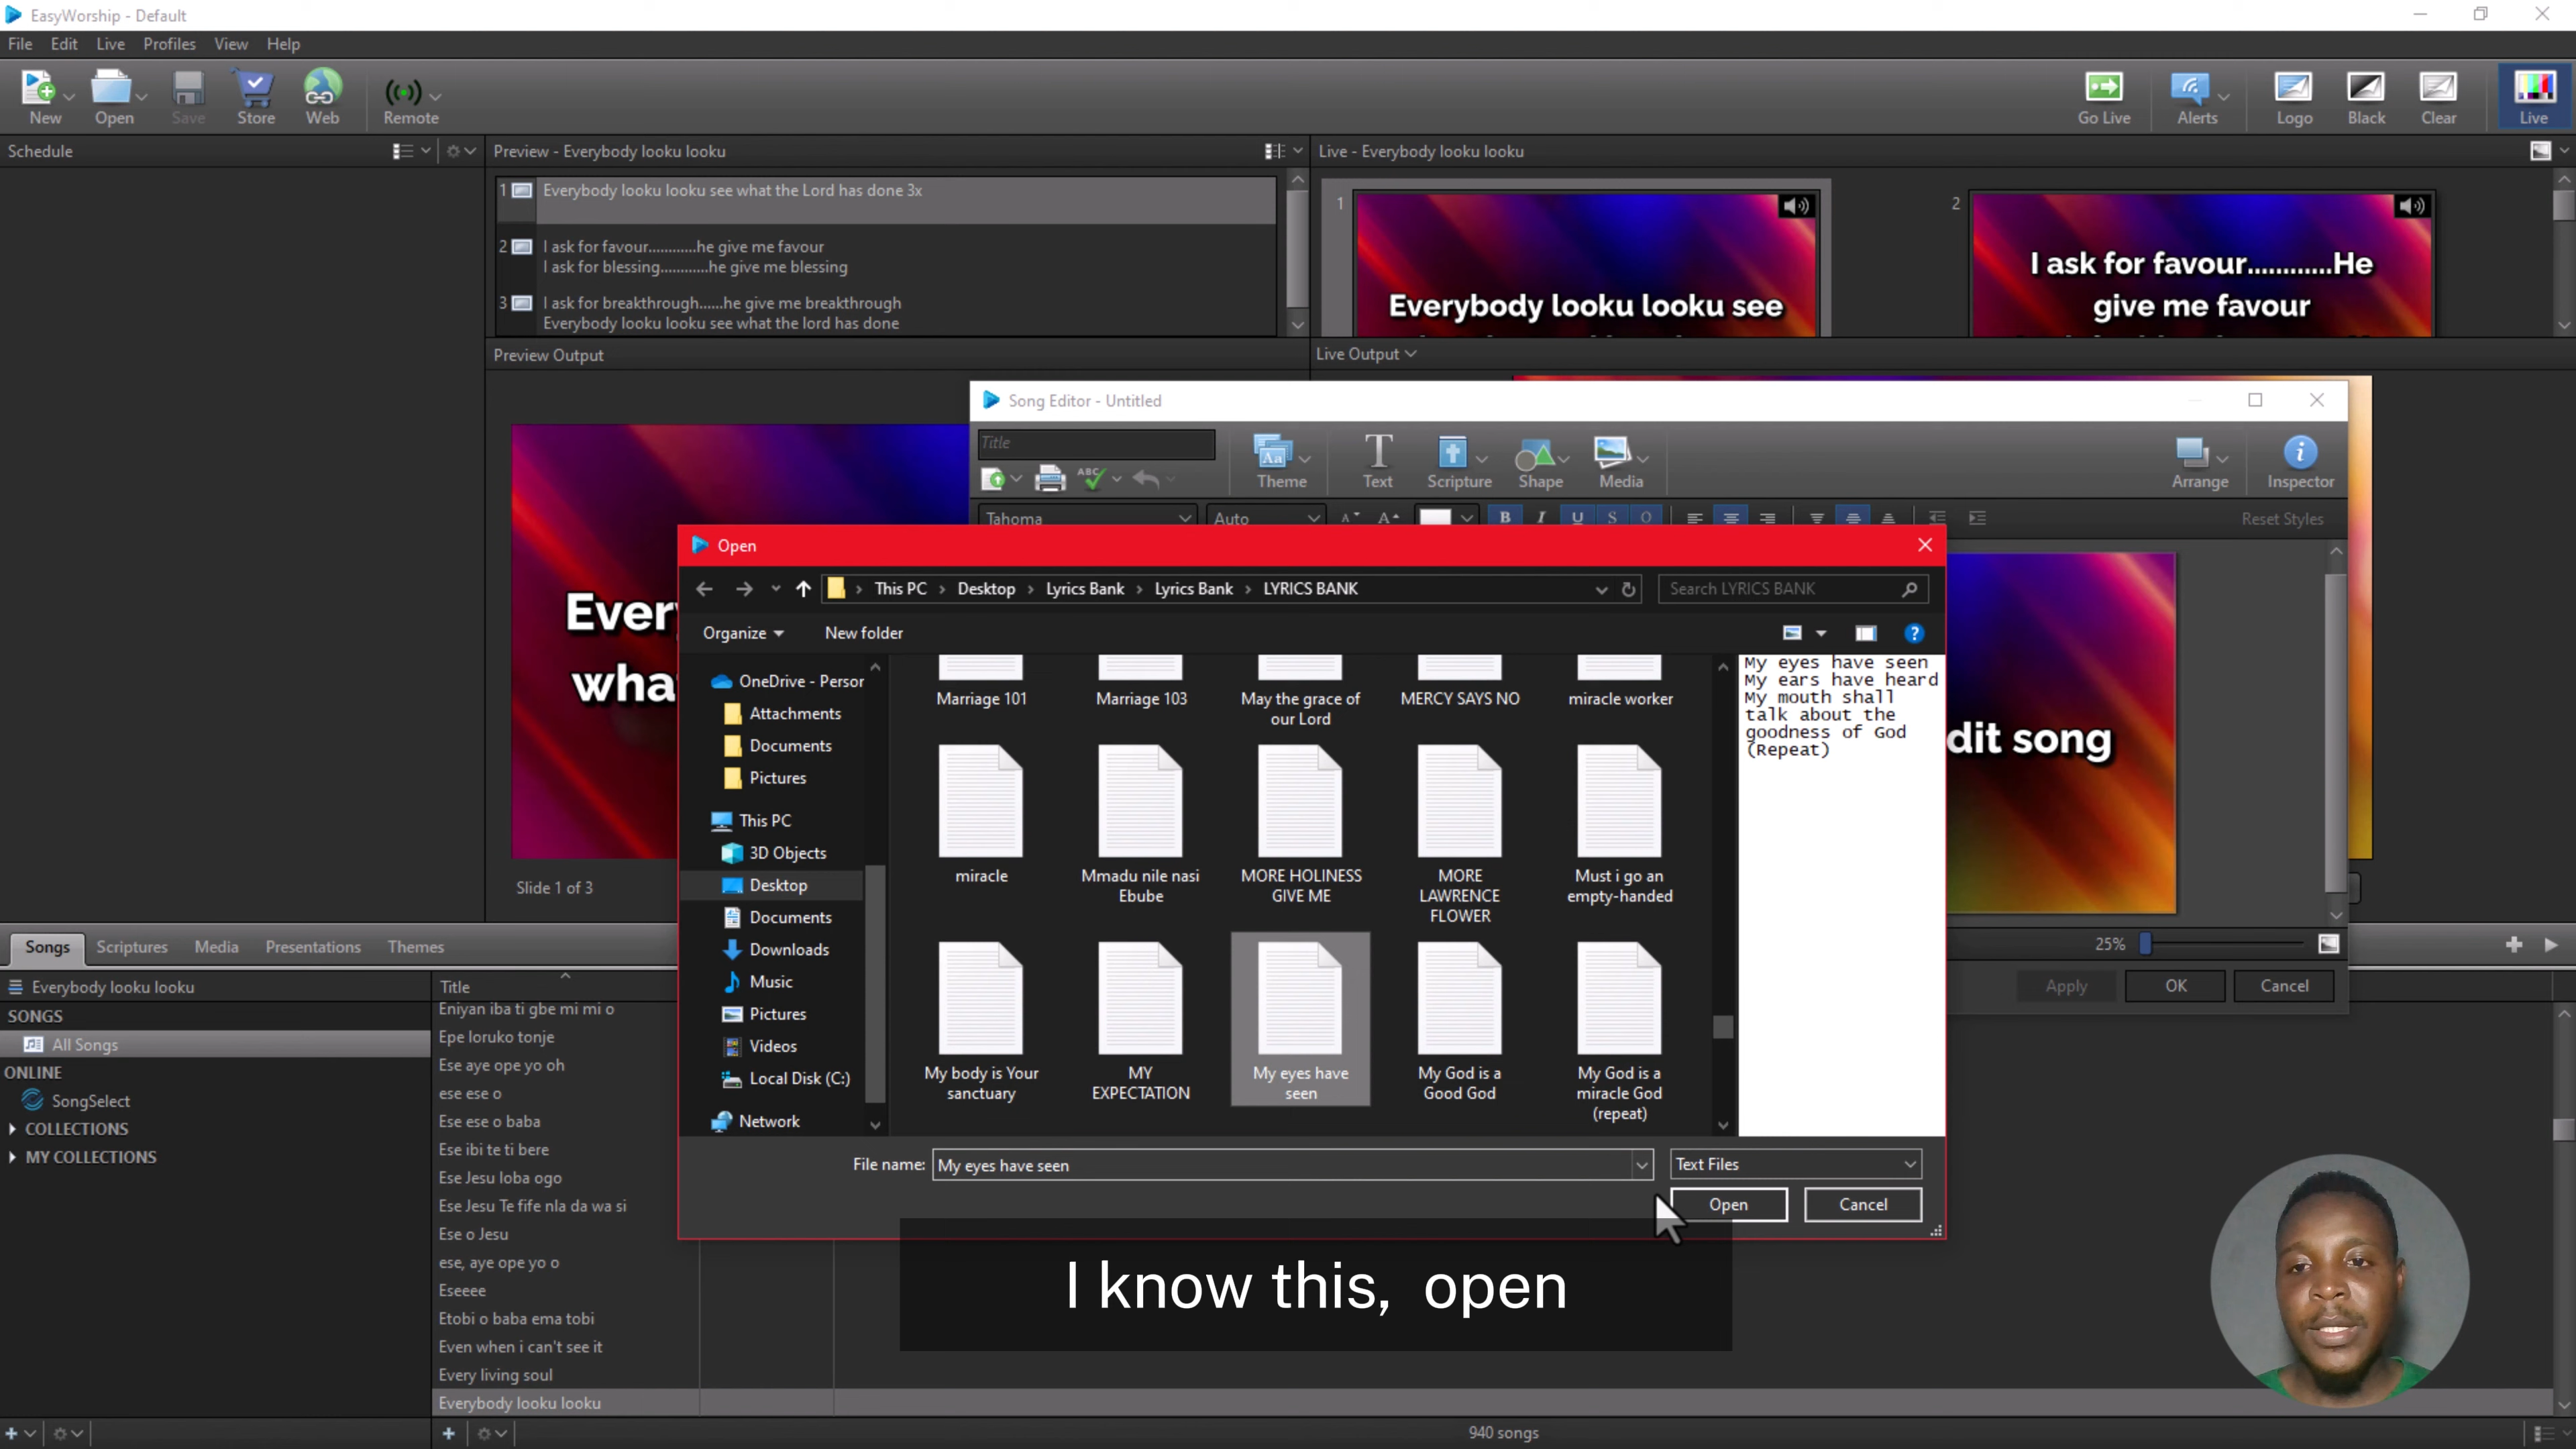 EasyWorship - Default
File Edit Live Profiles View Help
New Open Save Store Web Remote Go Live Alerts Logo Black Clear Live
Schedule
Preview - Everybody looku looku
Live - Everybody looku looku
1 Everybody looku looku see what the Lord has done 3x
2 I ask for favour............he give me favour
I ask for blessing............he give me blessing
3 I ask for breakthrough......he give me breakthrough
Everybody looku looku see what the lord has done
1
Everybody looku looku see
2
I ask for favour............He
give me favour
Preview Output
Live Output
Slide 1 of 3
Song Editor - Untitled
Title
Theme Text Scripture Shape Media Arrange Inspector
ABC
Tahoma Auto B I U S O Reset Styles
dit song
25%
Apply OK Cancel
Open
This PC Desktop Lyrics Bank Lyrics Bank LYRICS BANK
Search LYRICS BANK
Organize New folder
OneDrive - Person
Attachments
Documents
Pictures
This PC
3D Objects
Desktop
Documents
Downloads
Music
Pictures
Videos
Local Disk (C:)
Network
Marriage 101
Marriage 103
May the grace of
our Lord
MERCY SAYS NO
miracle worker
miracle
Mmadu nile nasi
Ebube
MORE HOLINESS
GIVE ME
MORE
LAWRENCE
FLOWER
Must i go an
empty-handed
My body is Your
sanctuary
MY
EXPECTATION
My eyes have
seen
My God is a
Good God
My God is a
miracle God
(repeat)
My eyes have seen
My ears have heard
My mouth shall
talk about the
goodness of God
(Repeat)
File name: My eyes have seen
Text Files
Open Cancel
Songs Scriptures Media Presentations Themes
Everybody looku looku
SONGS
All Songs
ONLINE
SongSelect
COLLECTIONS
MY COLLECTIONS
Title
Eniyan iba ti gbe mi mi o
Epe loruko tonje
Ese aye ope yo oh
ese ese o
Ese ese o baba
Ese ibi te ti bere
Ese Jesu loba ogo
Ese Jesu Te fife nla da wa si
Ese o Jesu
ese, aye ope yo o
Eseeee
Etobi o baba ema tobi
Even when i can't see it
Every living soul
Everybody looku looku
940 songs
I know this, open